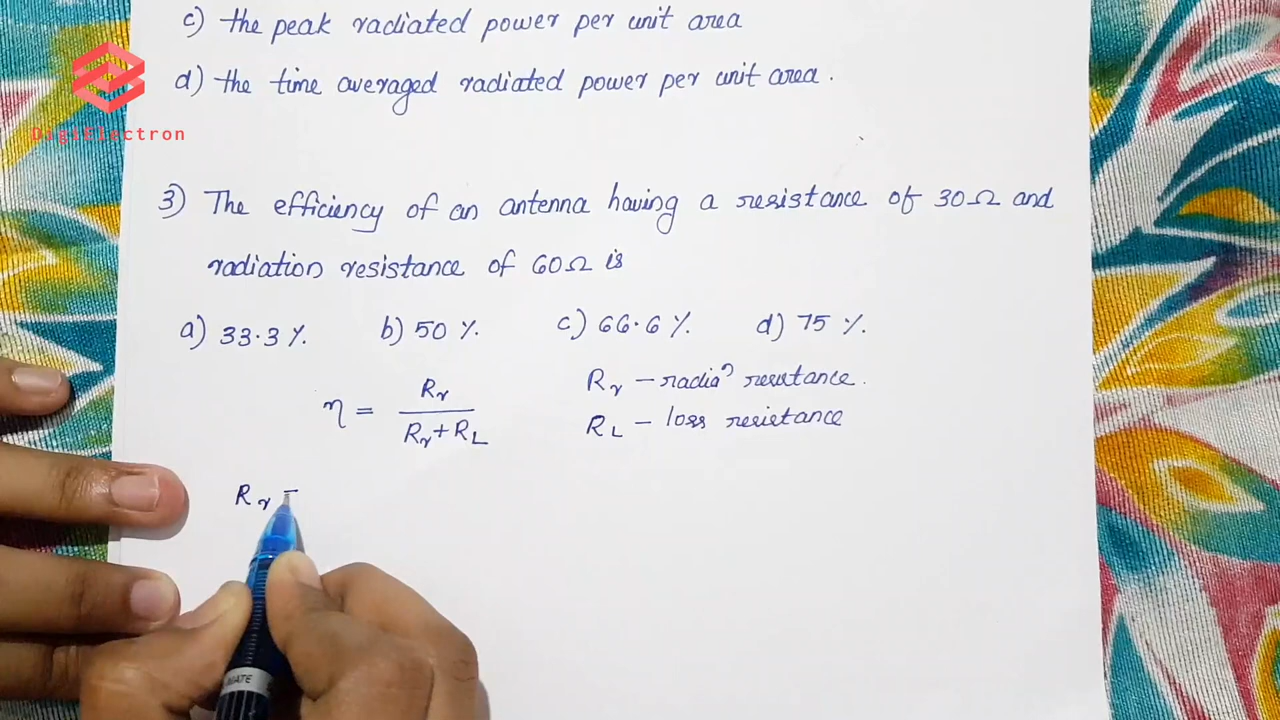 c) the peak radiated power per unit area
d) the time averaged radiated power per unit area.
DigiElectron
3) The efficiency of an antenna having a resistance of 30Ω and
radiation resistance of 60Ω is
a) 33.3 %. b) 50 %. c) 66.6 %. d) 75 %.
η = Rr / (Rr + RL)
Rr – radiaⁿ resistance.
RL – loss resistance
Rr =